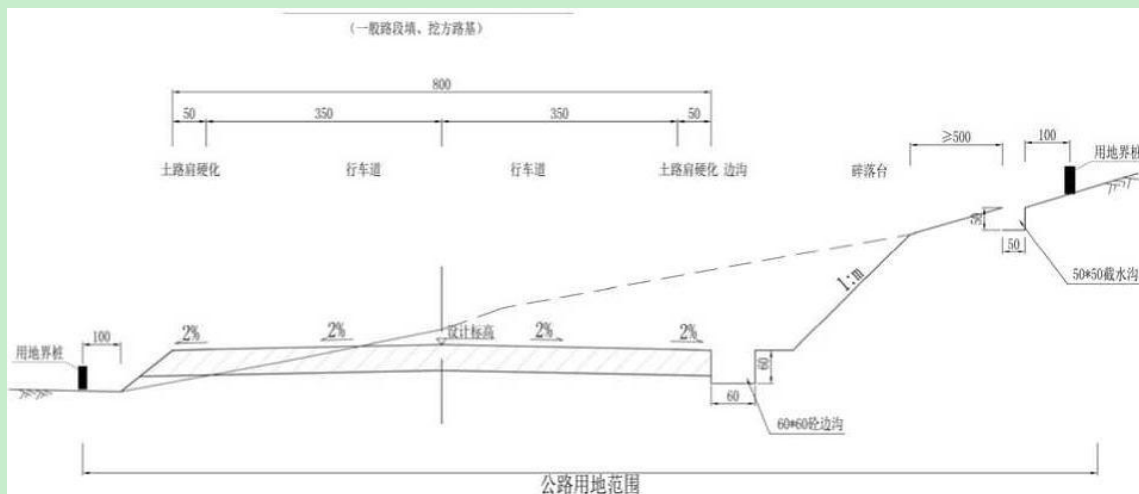 (一般路段填、挖方路基)
800
50 350 350 50
土路肩硬化 行车道 行车道 土路肩硬化 边沟 碎落台
≥500
100
用地界桩
50
50
50*50截水沟
1:m
100
用地界桩
2% 2% 设计标高 2% 2%
60
60
60*60砼边沟
公路用地范围